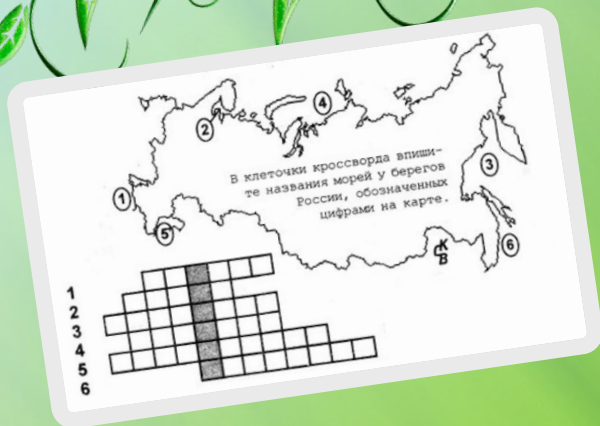 4
2
В клеточки кроссворда впиши-
те названия морей у берегов
России, обозначенных
цифрами на карте.
3
1
5
6
К
В
1
2
3
4
5
6